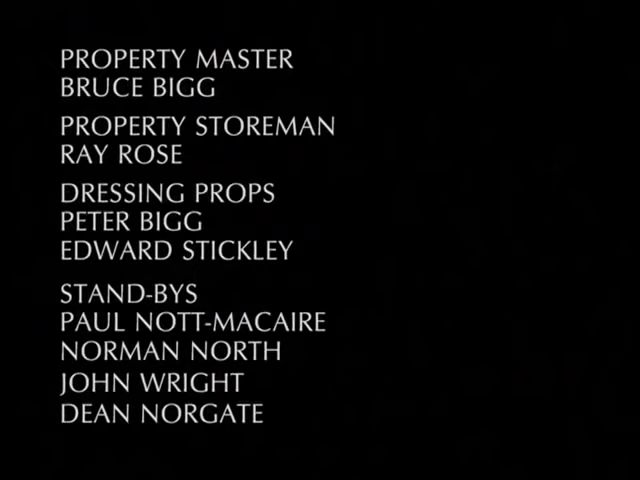 PROPERTY MASTER
BRUCE BIGG
PROPERTY STOREMAN
RAY ROSE
DRESSING PROPS
PETER BIGG
EDWARD STICKLEY
STAND-BYS
PAUL NOTT-MACAIRE
NORMAN NORTH
JOHN WRIGHT
DEAN NORGATE